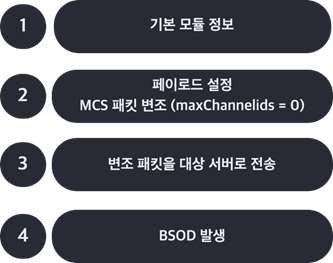 1 기본 모듈 정보
2 페이로드 설정
MCS 패킷 변조 (maxChannelids = 0)
3 변조 패킷을 대상 서버로 전송
4 BSOD 발생